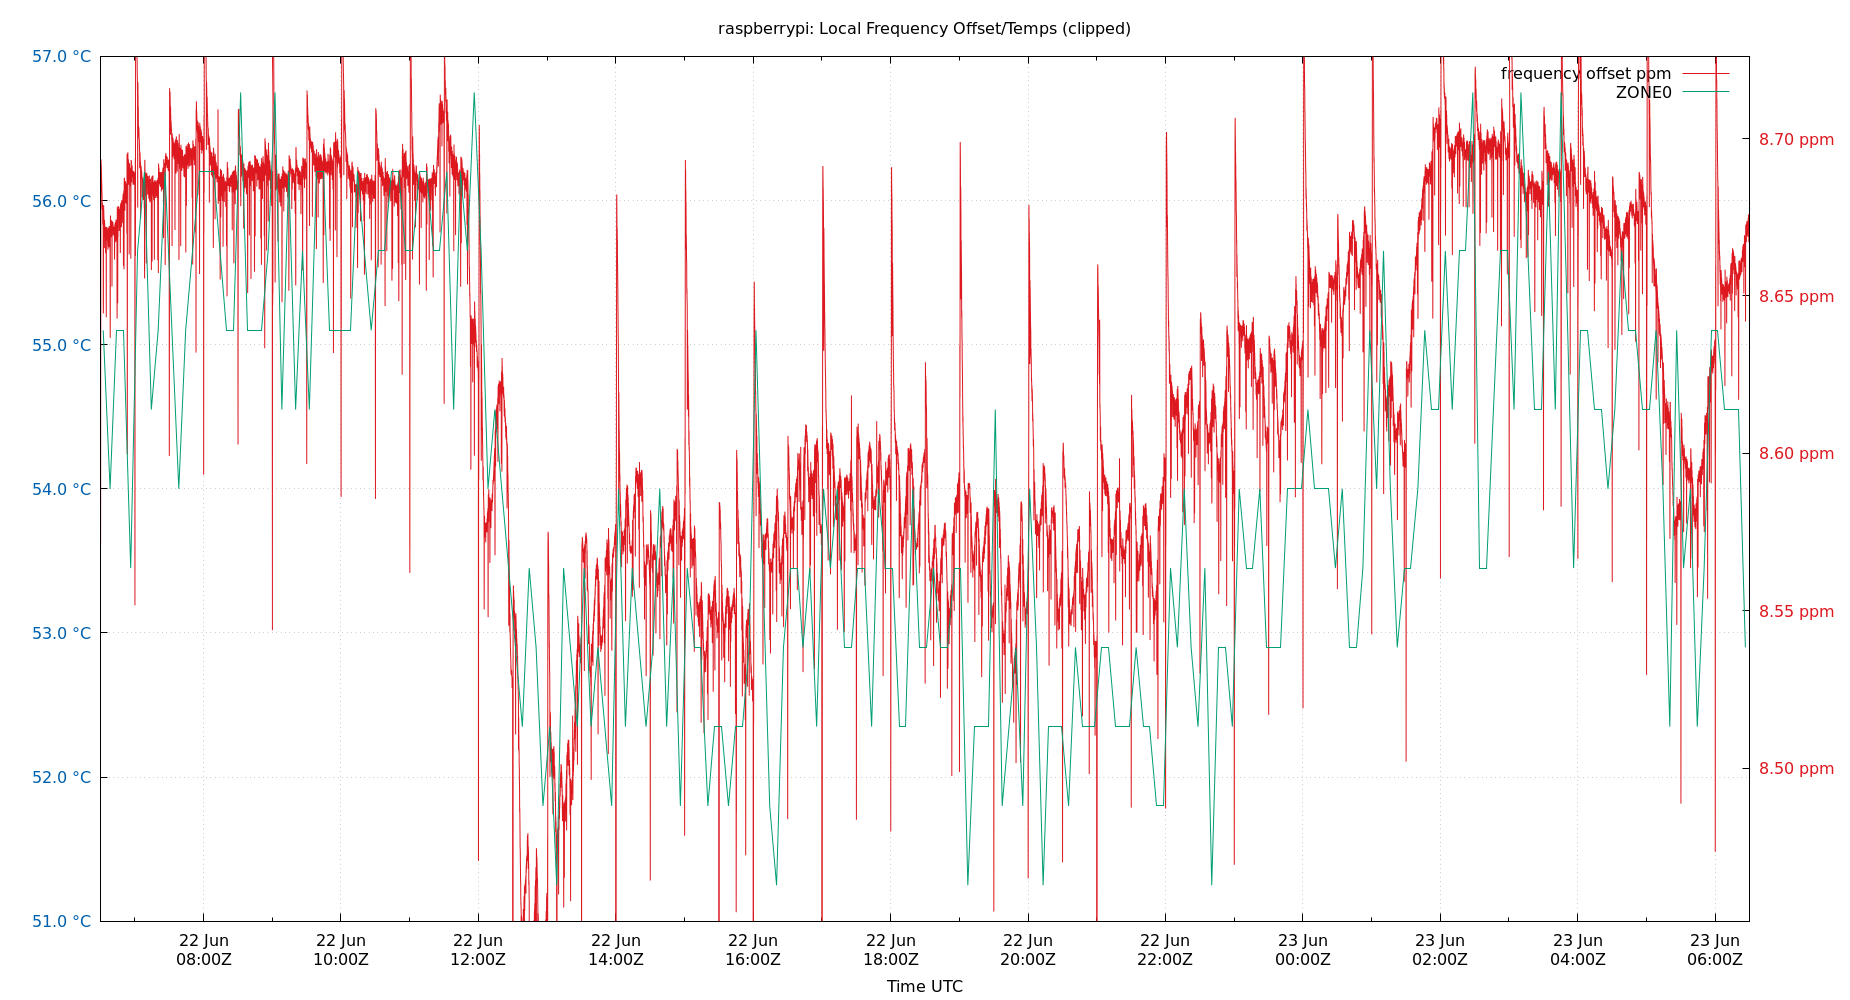 raspberrypi: Local Frequency Offset/Temps (clipped)
57.0 °C
56.0 °C
55.0 °C
54.0 °C
53.0 °C
52.0 °C
51.0 °C
frequency offset ppm
ZONE0
8.70 ppm
8.65 ppm
8.60 ppm
8.55 ppm
8.50 ppm
22 Jun 22 Jun 22 Jun 22 Jun 22 Jun 22 Jun 22 Jun 22 Jun 23 Jun 23 Jun 23 Jun 23 Jun
08:00Z 10:00Z 12:00Z 14:00Z 16:00Z 18:00Z 20:00Z 22:00Z 00:00Z 02:00Z 04:00Z 06:00Z
Time UTC